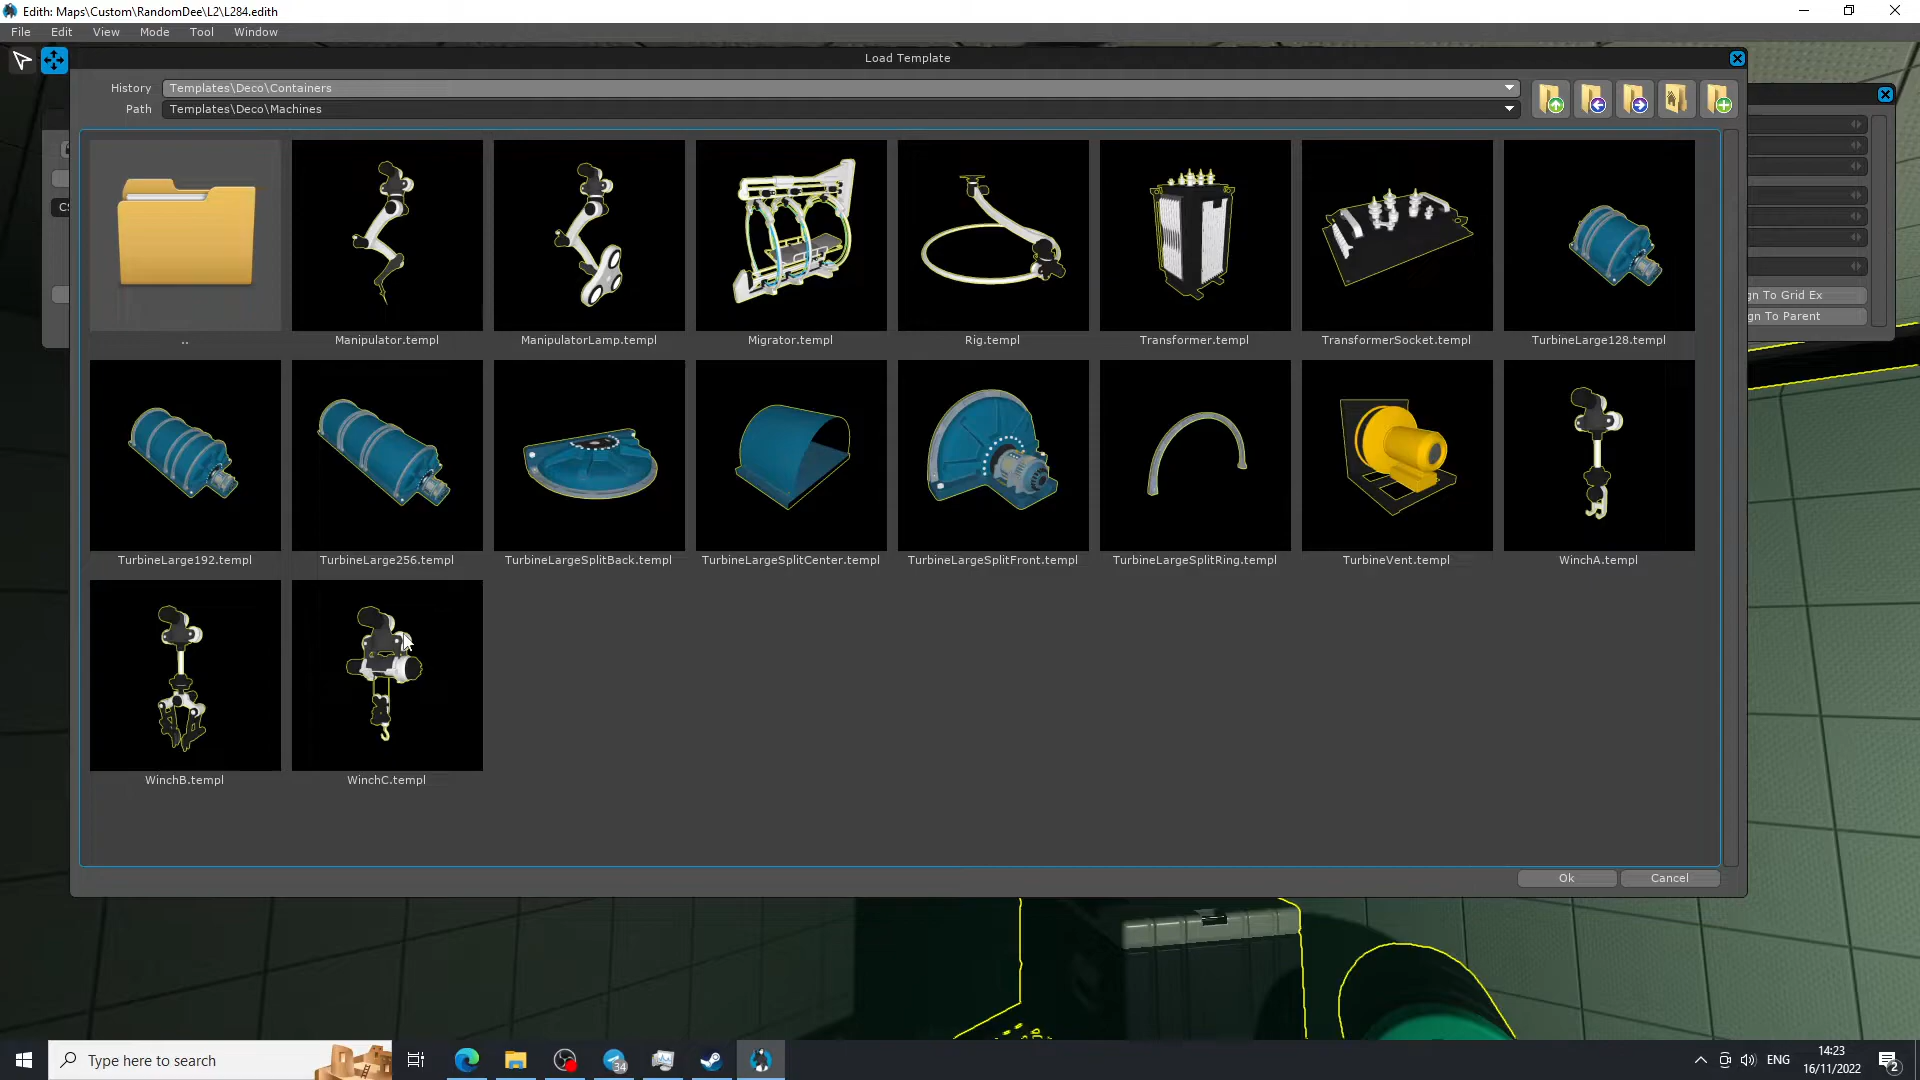 Edith: Maps\Custom\RandomDee\L2\L284.edith
File Edit View Mode Tool Window
Load Template
History Templates\Deco\Containers
Path Templates\Deco\Machines
.. Manipulator.templ ManipulatorLamp.templ Migrator.templ Rig.templ Transformer.templ TransformerSocket.templ TurbineLarge128.templ
TurbineLarge192.templ TurbineLarge256.templ TurbineLargeSplitBack.templ TurbineLargeSplitCenter.templ TurbineLargeSplitFront.templ TurbineLargeSplitRing.templ TurbineVent.templ WinchA.templ
WinchB.templ WinchC.templ
Ok Cancel
gn To Grid Ex
gn To Parent
Type here to search
34
ENG
14:23
16/11/2022
2